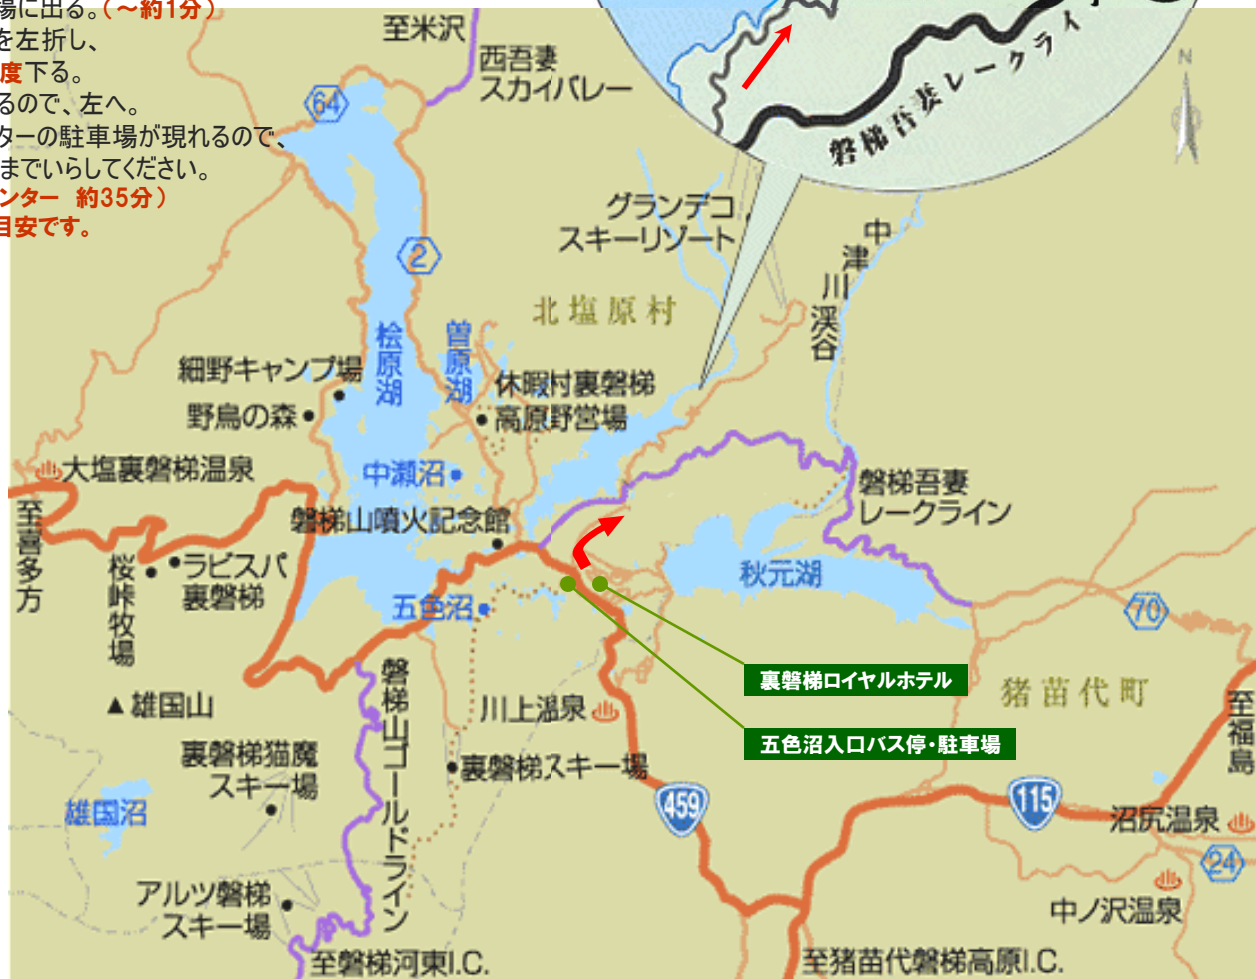 場に出る。(～約1分)
を左折し、
度下る。
るので、左へ。
ターの駐車場が現れるので、
までいらしてください。
ンター 約35分)
目安です。
至米沢
西吾妻
スカイバレー
磐梯吾妻レークライ
N
64
2
グランデコ
スキーリゾート
中津川渓谷
北塩原村
桧原湖
曽原湖
細野キャンプ場
野鳥の森
休暇村裏磐梯
高原野営場
大塩裏磐梯温泉
中瀬沼
磐梯吾妻
レークライン
磐梯山噴火記念館
至喜多方
桜峠牧場
ラビスパ
裏磐梯
秋元湖
五色沼
70
裏磐梯ロイヤルホテル
猪苗代町
至福島
雄国山
磐梯山ゴールドライン
川上温泉
五色沼入口バス停・駐車場
裏磐梯猫魔
スキー場
裏磐梯スキー場
雄国沼
459
115
沼尻温泉
24
アルツ磐梯
スキー場
中ノ沢温泉
至磐梯河東I.C.
至猪苗代磐梯高原I.C.